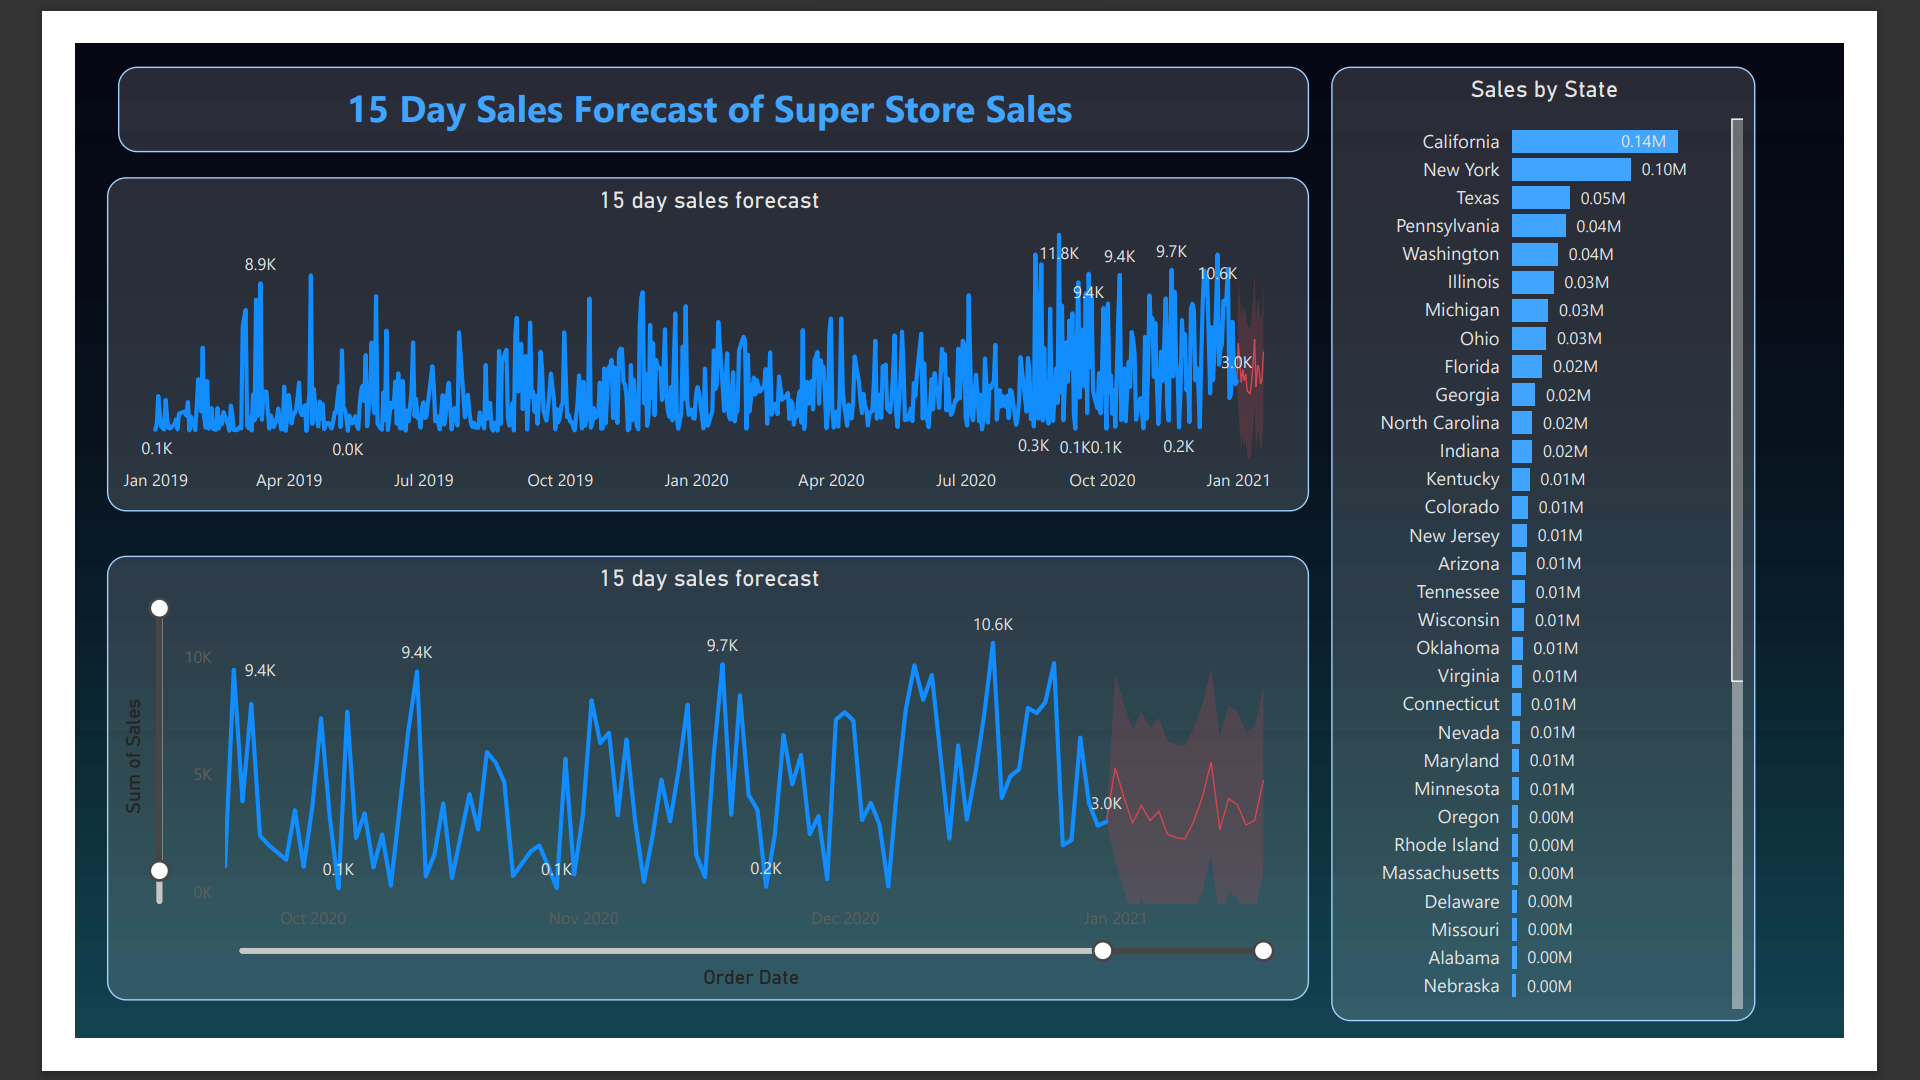 15 Day Sales Forecast of Super Store Sales
15 day sales forecast
8.9K
11.8K
9.4K
9.7K
10.6K
9.4K
3.0K
0.1K
0.0K
0.3K
0.1K
0.1K
0.2K
Jan 2019
Apr 2019
Jul 2019
Oct 2019
Jan 2020
Apr 2020
Jul 2020
Oct 2020
Jan 2021
15 day sales forecast
Sum of Sales
10K
5K
0K
9.4K
9.4K
9.7K
10.6K
3.0K
0.1K
0.1K
0.2K
Oct 2020
Nov 2020
Dec 2020
Jan 2021
Order Date
Sales by State
California 0.14M
New York 0.10M
Texas 0.05M
Pennsylvania 0.04M
Washington 0.04M
Illinois 0.03M
Michigan 0.03M
Ohio 0.03M
Florida 0.02M
Georgia 0.02M
North Carolina 0.02M
Indiana 0.02M
Kentucky 0.01M
Colorado 0.01M
New Jersey 0.01M
Arizona 0.01M
Tennessee 0.01M
Wisconsin 0.01M
Oklahoma 0.01M
Virginia 0.01M
Connecticut 0.01M
Nevada 0.01M
Maryland 0.01M
Minnesota 0.01M
Oregon 0.00M
Rhode Island 0.00M
Massachusetts 0.00M
Delaware 0.00M
Missouri 0.00M
Alabama 0.00M
Nebraska 0.00M